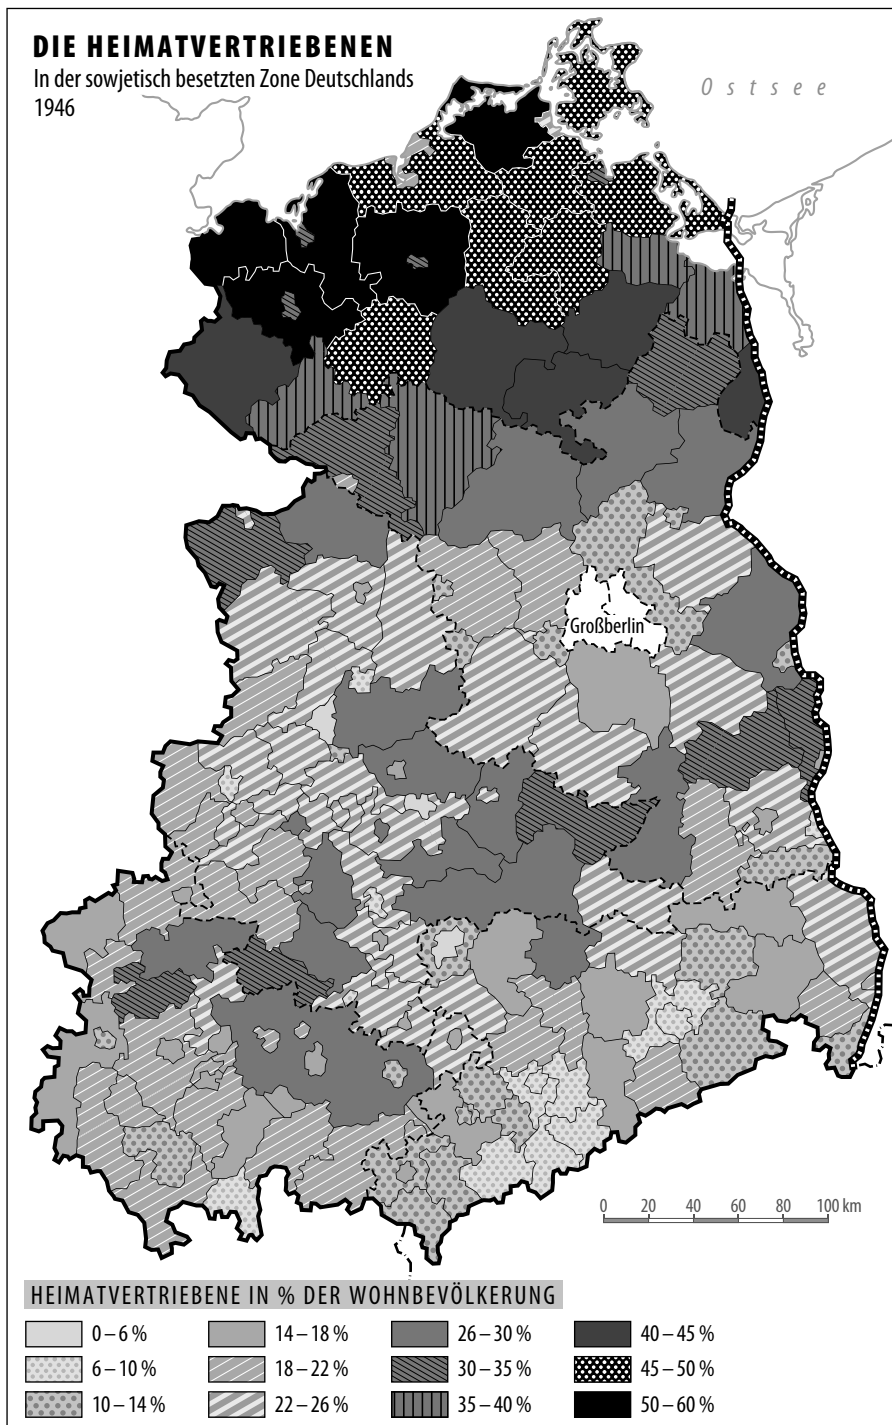 DIE HEIMATVERTRIEBENEN
In der sowjetisch besetzten Zone Deutschlands
1946
Ostsee
Großberlin
0 20 40 60 80 100 km
HEIMATVERTRIEBENE IN % DER WOHNBEVÖLKERUNG
0–6 % 14–18 % 26–30 % 40–45 %
6–10 % 18–22 % 30–35 % 45–50 %
10–14 % 22–26 % 35–40 % 50–60 %